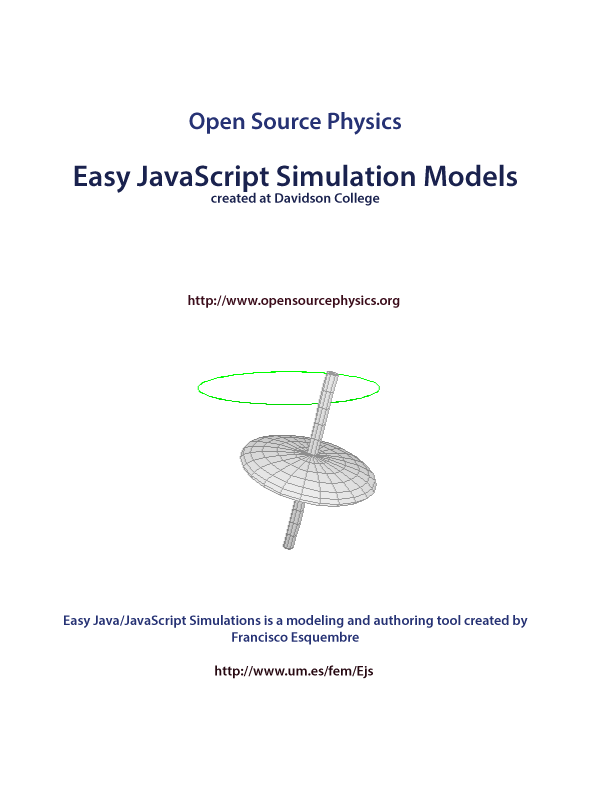 Open Source Physics
Easy JavaScript Simulation Models
created at Davidson College
http://www.opensourcephysics.org
Easy Java/JavaScript Simulations is a modeling and authoring tool created by
Francisco Esquembre
http://www.um.es/fem/Ejs